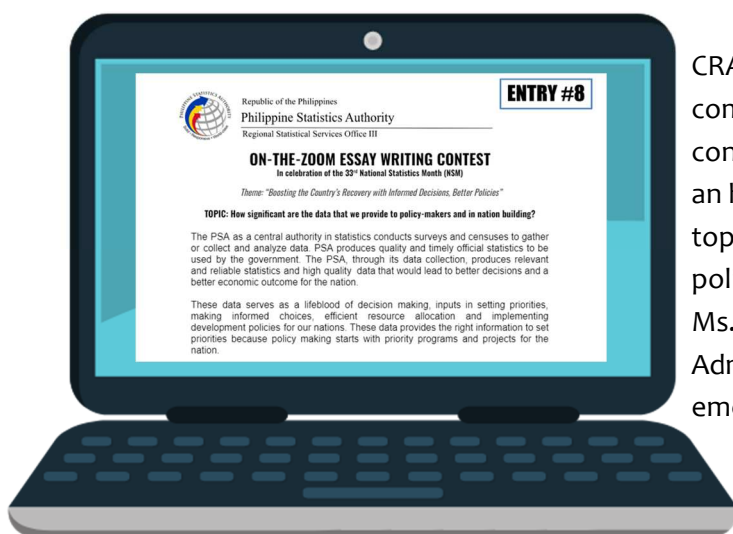 ENTRY #8
Republic of the Philippines
Philippine Statistics Authority
Regional Statistical Services Office III
ON-THE-ZOOM ESSAY WRITING CONTEST
In celebration of the 33rd National Statistics Month (NSM)
Theme: "Boosting the Country's Recovery with Informed Decisions, Better Policies"
TOPIC: How significant are the data that we provide to policy-makers and in nation building?
The PSA as a central authority in statistics conducts surveys and censuses to gather
or collect and analyze data. PSA produces quality and timely official statistics to be
used by the government. The PSA, through its data collection, produces relevant
and reliable statistics and high quality data that would lead to better decisions and a
better economic outcome for the nation.
These data serves as a lifeblood of decision making, inputs in setting priorities,
making informed choices, efficient resource allocation and implementing
development policies for our nations. These data provides the right information to set
priorities because policy making starts with priority programs and projects for the
nation.
CRA
con
con
an
top
pol
Ms.
Adm
eme